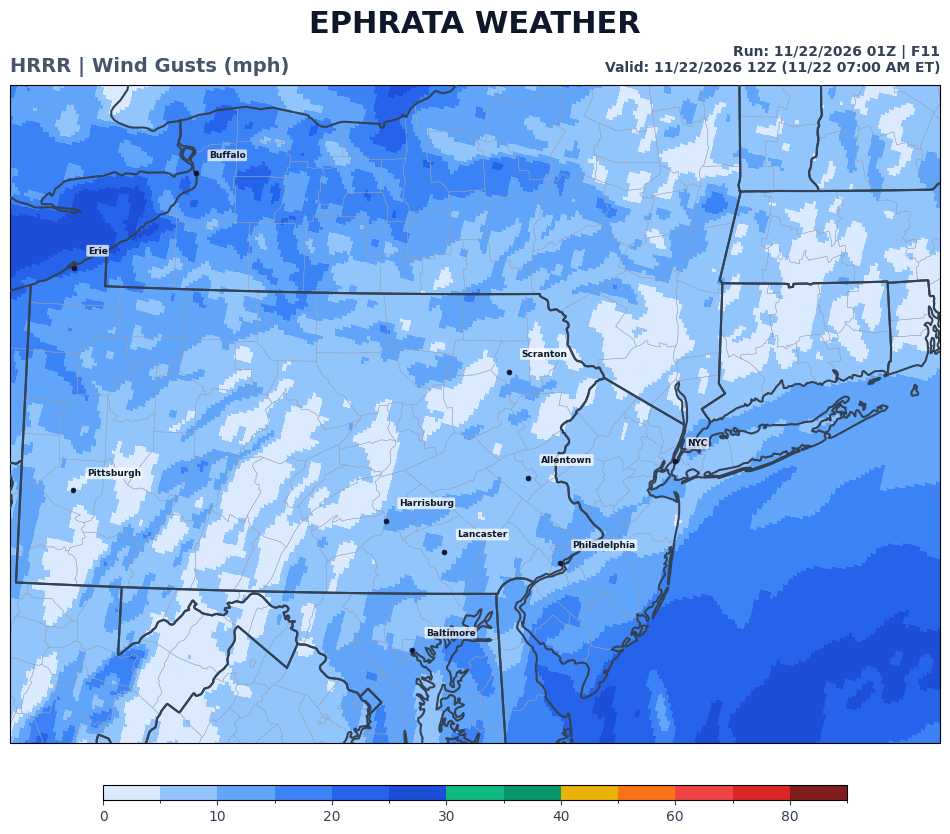 EPHRATA WEATHER
HRRR | Wind Gusts (mph)
Run: 11/22/2026 01Z | F11
Valid: 11/22/2026 12Z (11/22 07:00 AM ET)
Buffalo
Erie
Scranton
NYC
Allentown
Pittsburgh
Harrisburg
Lancaster
Philadelphia
Baltimore
0 10 20 30 40 60 80